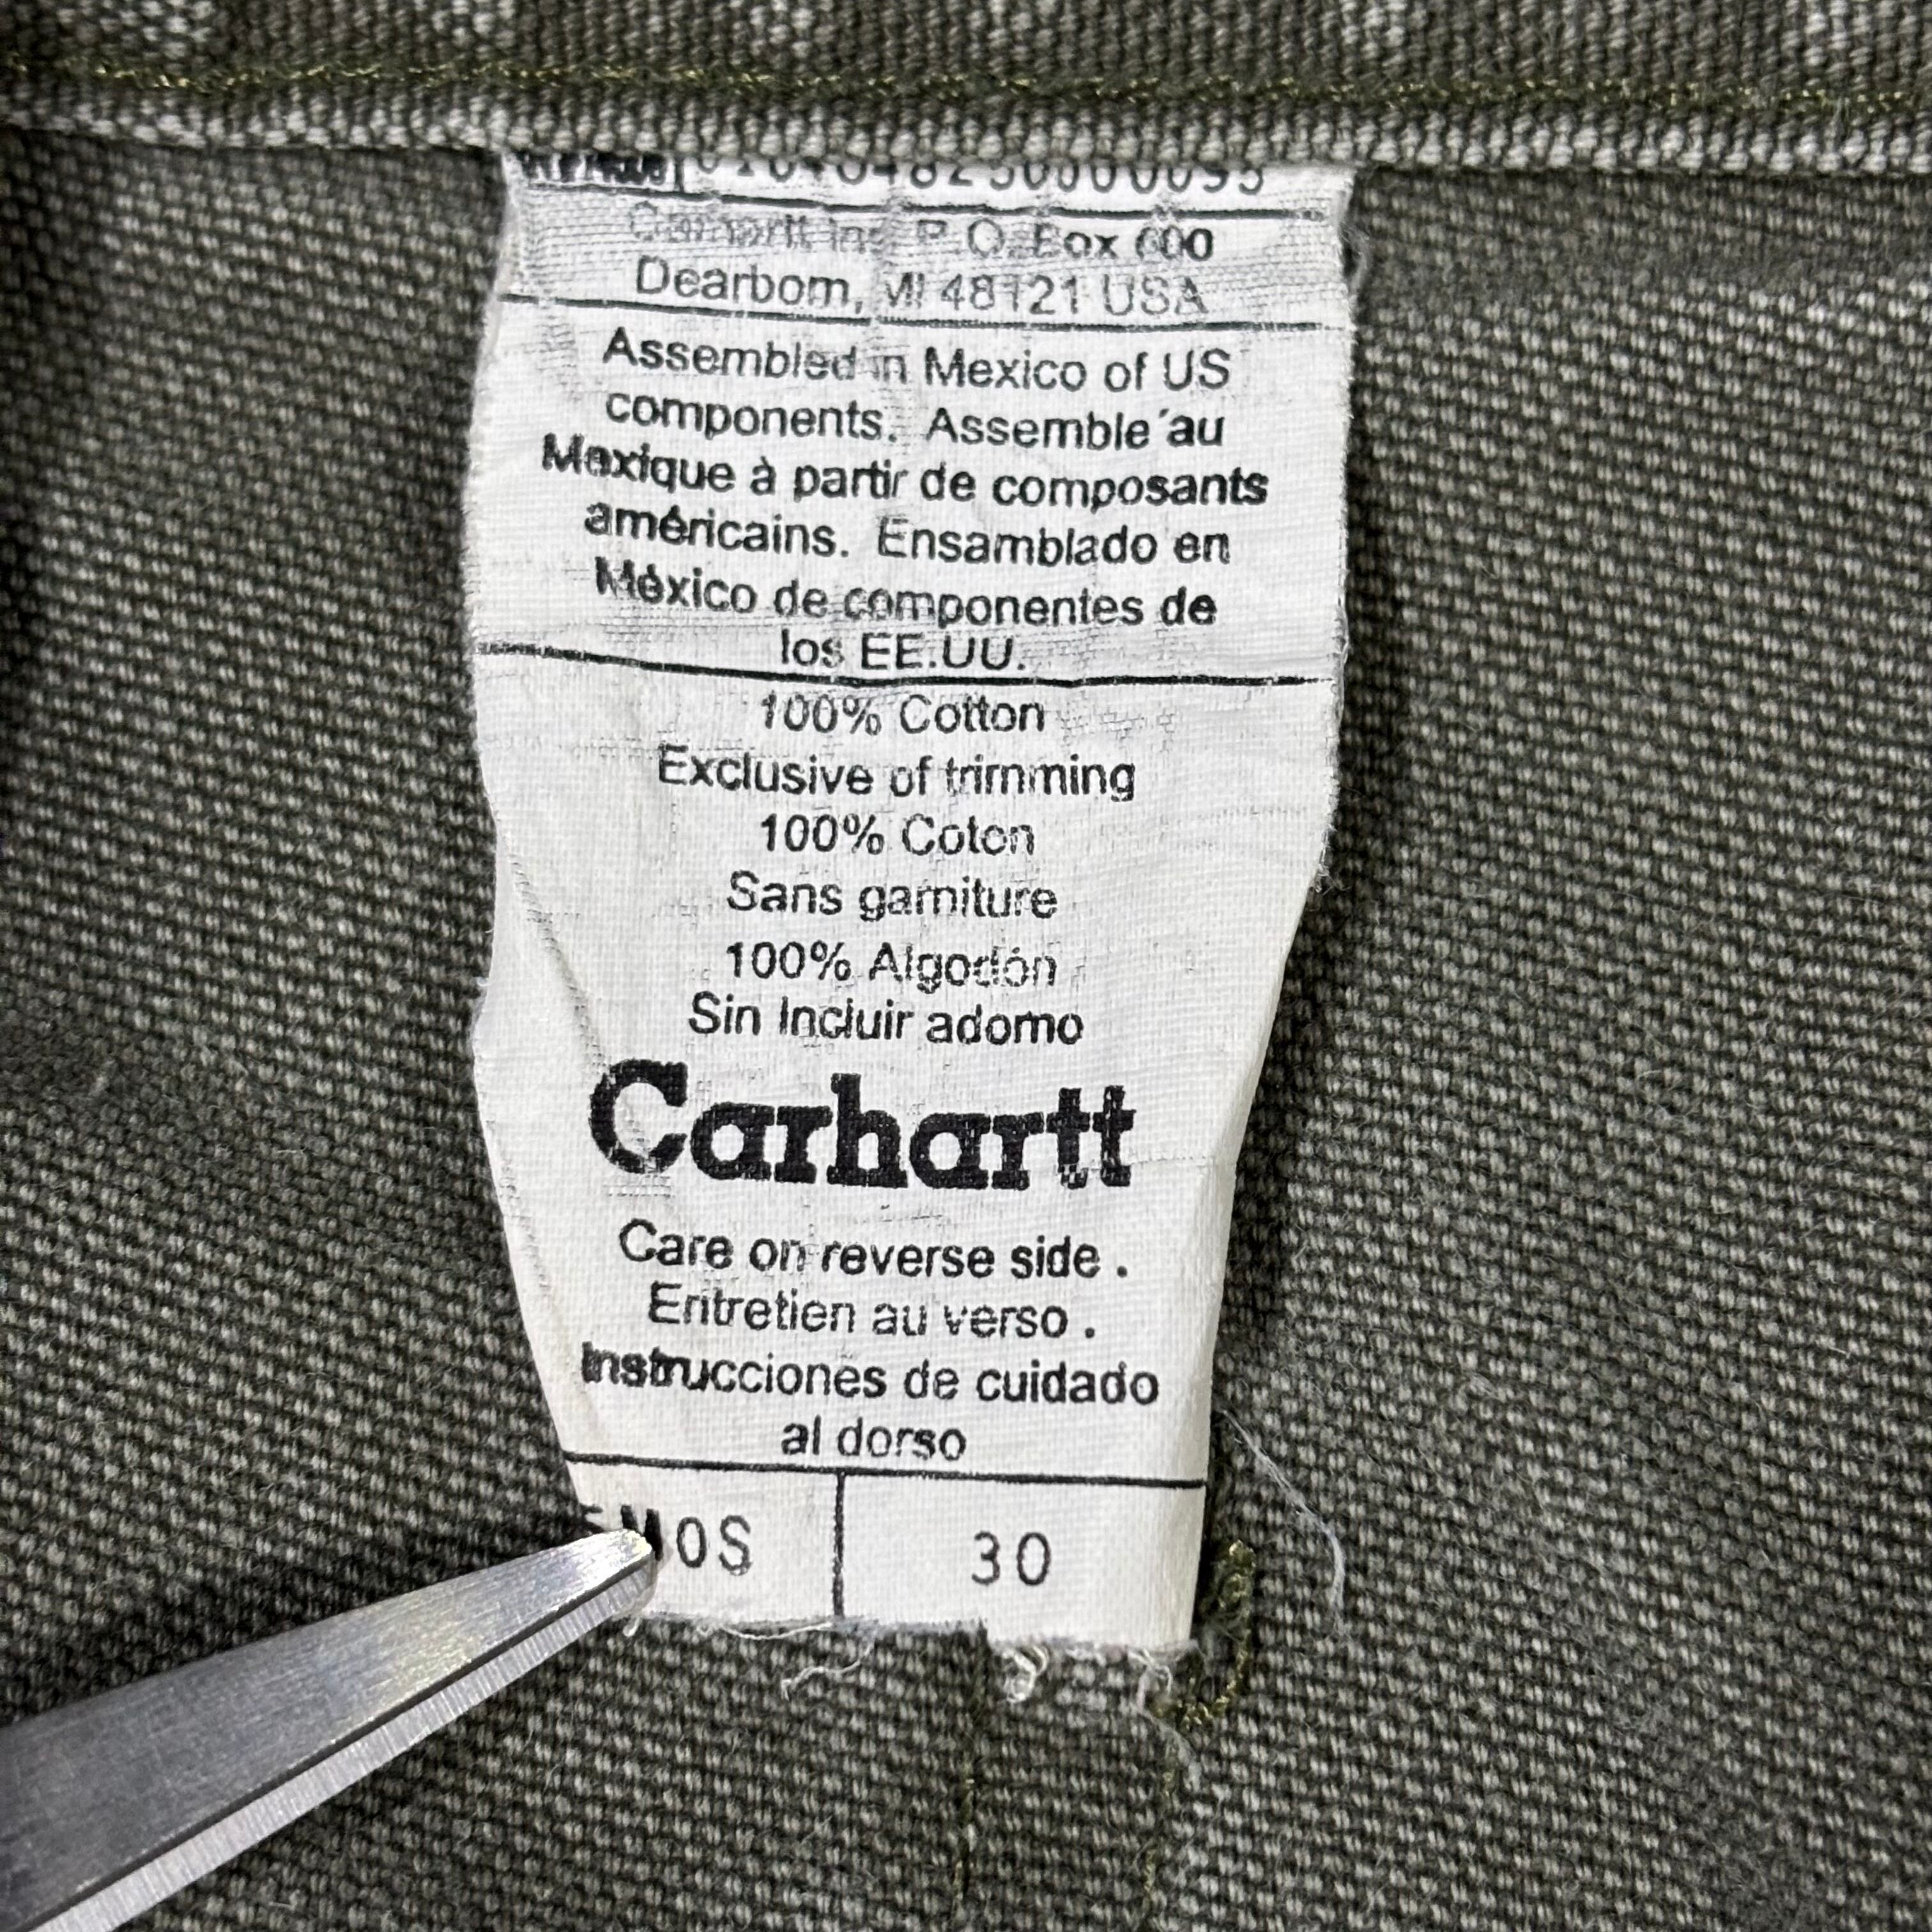 Carhartt Inc P.O. Box 600
Dearborn, MI 48121 USA
Assembled in Mexico of US
components. Assemble´au
Mexique à partir de composants
américains. Ensamblado en
México de componentes de
los EE.UU.
100% Cotton
Exclusive of trimming
100% Coton
Sans garniture
100% Algodón
Sin Incluir adorno
Carhartt
Care on reverse side .
Entretien au verso .
Instrucciones de cuidado
al dorso
30